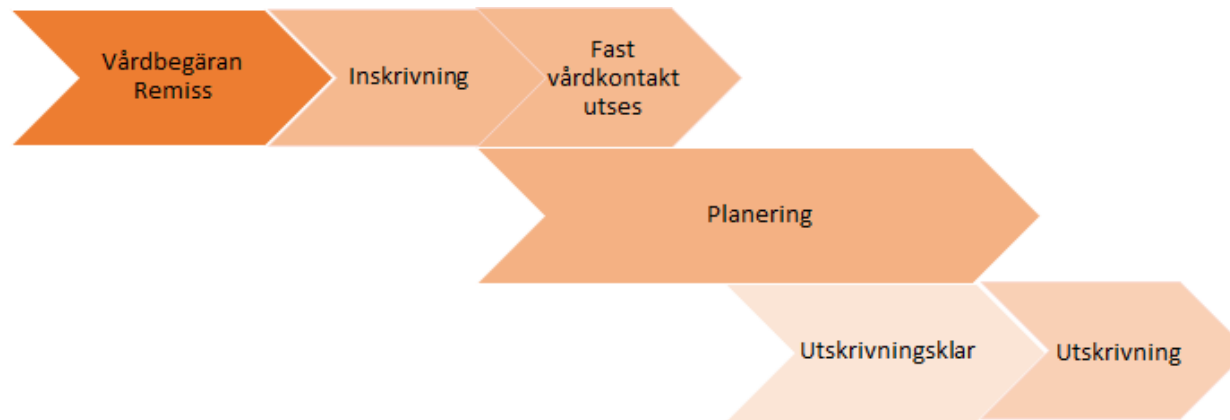 Vårdbegäran
Remiss
Inskrivning
Fast
vårdkontakt
utses
Planering
Utskrivningsklar
Utskrivning